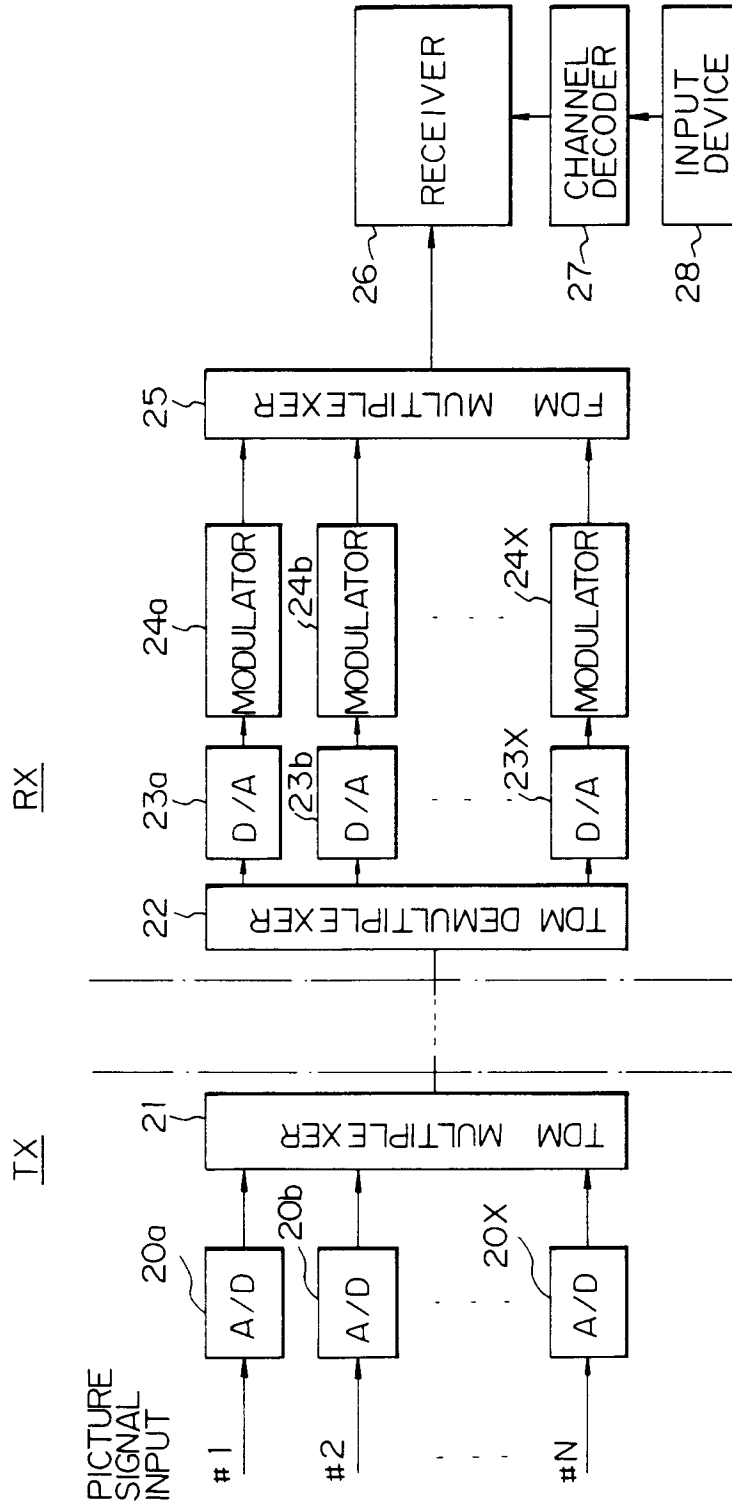 TX
RX
PICTURE
SIGNAL
INPUT
#1
20a
A/D
#2
20b
A/D
#N
20X
A/D
21
TDM MULTIPLEXER
22
TDM DEMULTIPLEXER
23a
D/A
23b
D/A
23X
D/A
24a
MODULATOR
24b
MODULATOR
24X
MODULATOR
25
FDM MULTIPLEXER
26
RECEIVER
27
CHANNEL
DECODER
28
INPUT
DEVICE